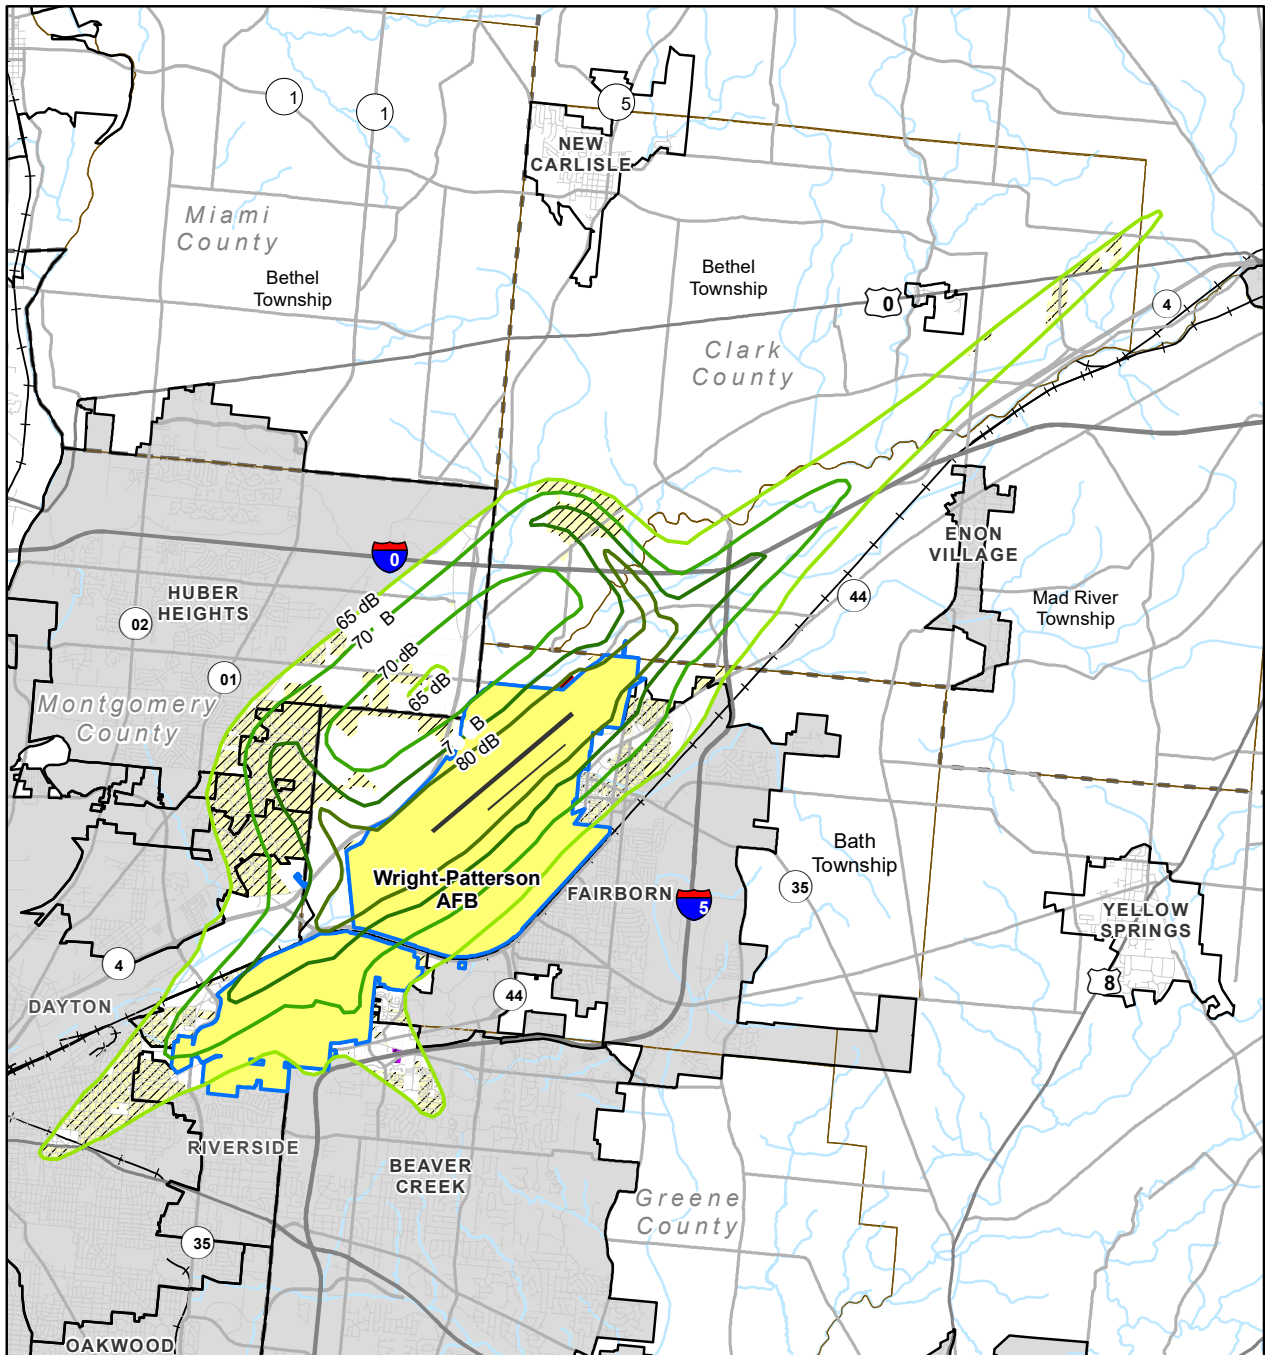 1
1
5
NEW
CARLISLE
Miami
County
Bethel
Township
Bethel
Township
0
4
Clark
County
ENON
VILLAGE
0
HUBER
HEIGHTS
02
65 dB
70 B
70 dB
65 dB
44
Mad River
Township
01
Montgomery
County
7 B
80 dB
Bath
Township
Wright-Patterson
AFB
FAIRBORN
35
5
YELLOW
SPRINGS
4
8
44
DAYTON
RIVERSIDE
BEAVER
CREEK
Greene
County
35
OAKWOOD